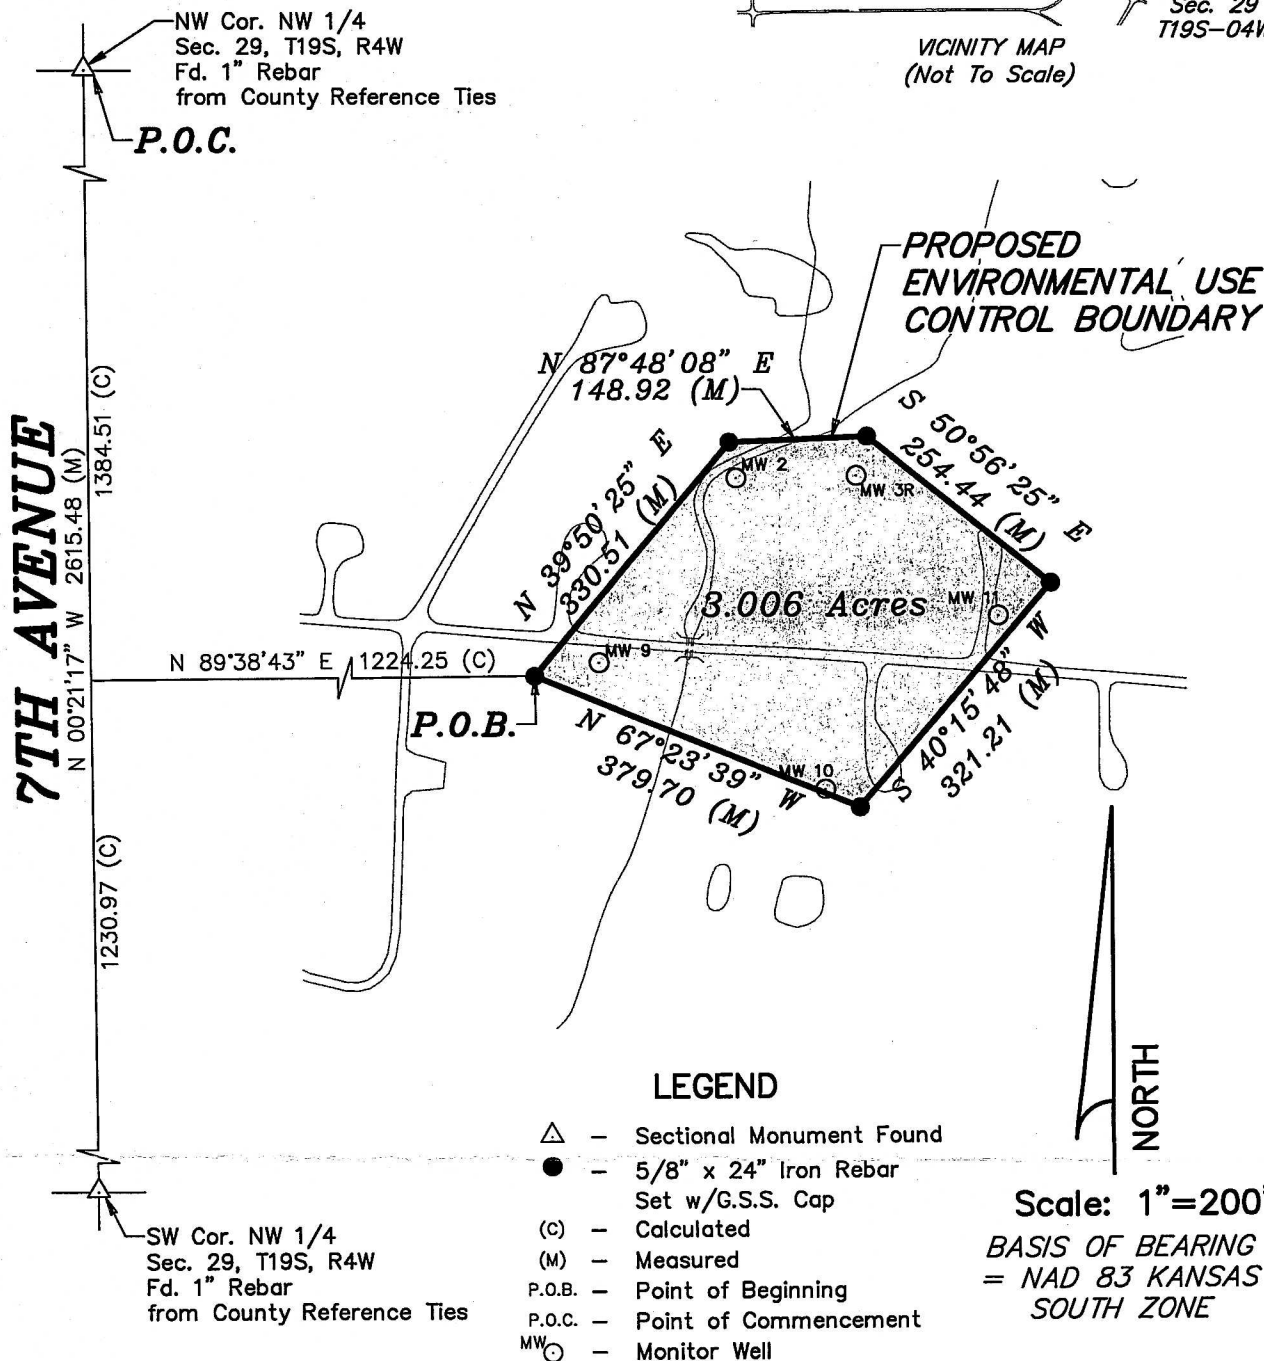 NW Cor. NW 1/4
Sec. 29, T19S, R4W
Fd. 1" Rebar
from County Reference Ties
P.O.C.
Sec. 29
VICINITY MAP
(Not To Scale)
PROPOSED
ENVIRONMENTAL USE
CONTROL BOUNDARY
7TH AVENUE
N 00°21'17" W 2615.48 (M)
1384.51 (C)
1230.97 (C)
N 87°48'08" E
148.92 (M)
S 50°56'25" E
254.44 (M)
N 39°50'25" E
330.51 (M)
MW 2
MW 3R
3.006 Acres
MW 11
MW 9
N 89°38'43" E 1224.25 (C)
P.O.B.
N 67°23'39" W
379.70 (M)
MW 10
S 40°15'48" W
321.21 (M)
NORTH
LEGEND
△ – Sectional Monument Found
● – 5/8" x 24" Iron Rebar
Set w/G.S.S. Cap
(C) – Calculated
(M) – Measured
P.O.B. – Point of Beginning
P.O.C. – Point of Commencement
MW ⊙ – Monitor Well
Scale: 1"=200'
BASIS OF BEARING
= NAD 83 KANSAS
SOUTH ZONE
SW Cor. NW 1/4
Sec. 29, T19S, R4W
Fd. 1" Rebar
from County Reference Ties